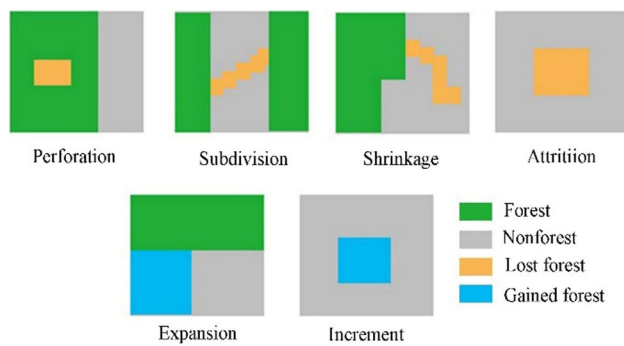 Perforation
Subdivision
Shrinkage
Attritiion
Forest
Nonforest
Lost forest
Gained forest
Expansion
Increment